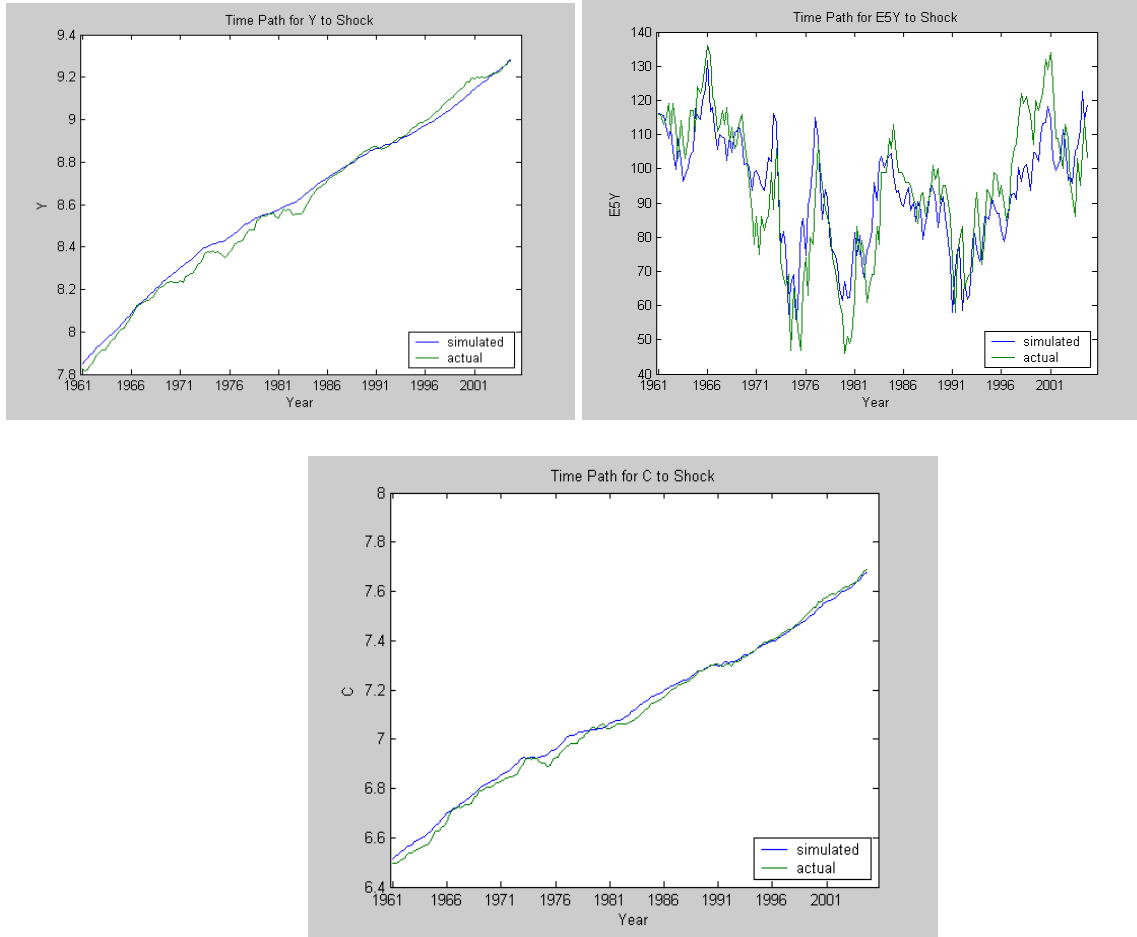 Time Path for Y to Shock
9.4
9.2
9
8.8
8.6
8.4
8.2
8
7.8
Y
1961 1966 1971 1976 1981 1986 1991 1996 2001
Year
simulated
actual
Time Path for E5Y to Shock
140
130
120
110
100
90
80
70
60
50
40
E5Y
1961 1966 1971 1976 1981 1986 1991 1996 2001
Year
simulated
actual
Time Path for C to Shock
8
7.8
7.6
7.4
7.2
7
6.8
6.6
6.4
C
1961 1966 1971 1976 1981 1986 1991 1996 2001
Year
simulated
actual